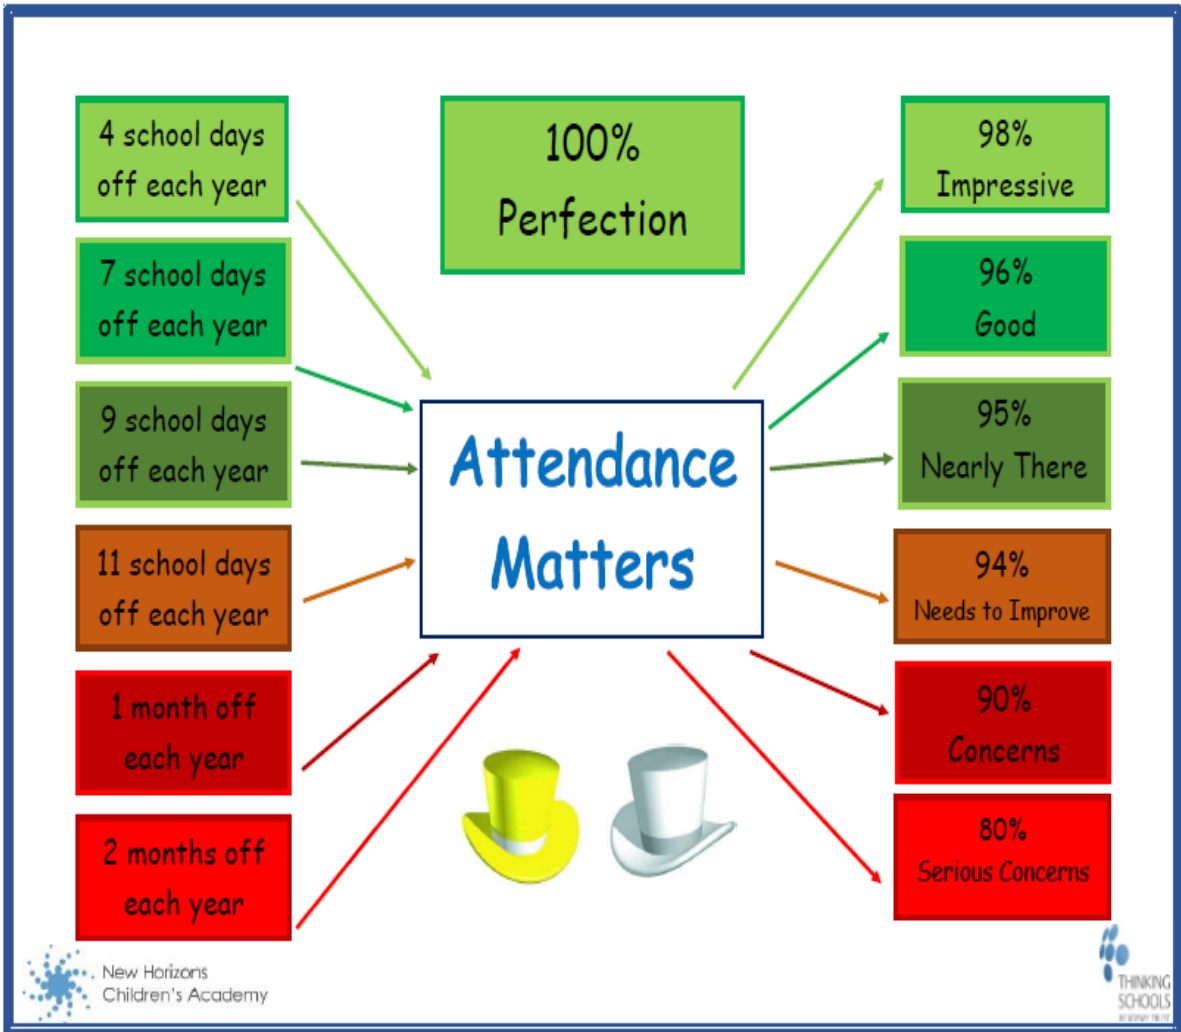 4 school days
off each year
100%
Perfection
98%
Impressive
7 school days
off each year
96%
Good
9 school days
off each year
Attendance
Matters
95%
Nearly There
11 school days
off each year
94%
Needs to Improve
1 month off
each year
90%
Concerns
2 months off
each year
80%
Serious Concerns
New Horizons
Children's Academy
THINKING
SCHOOLS
ACADEMY TRUST